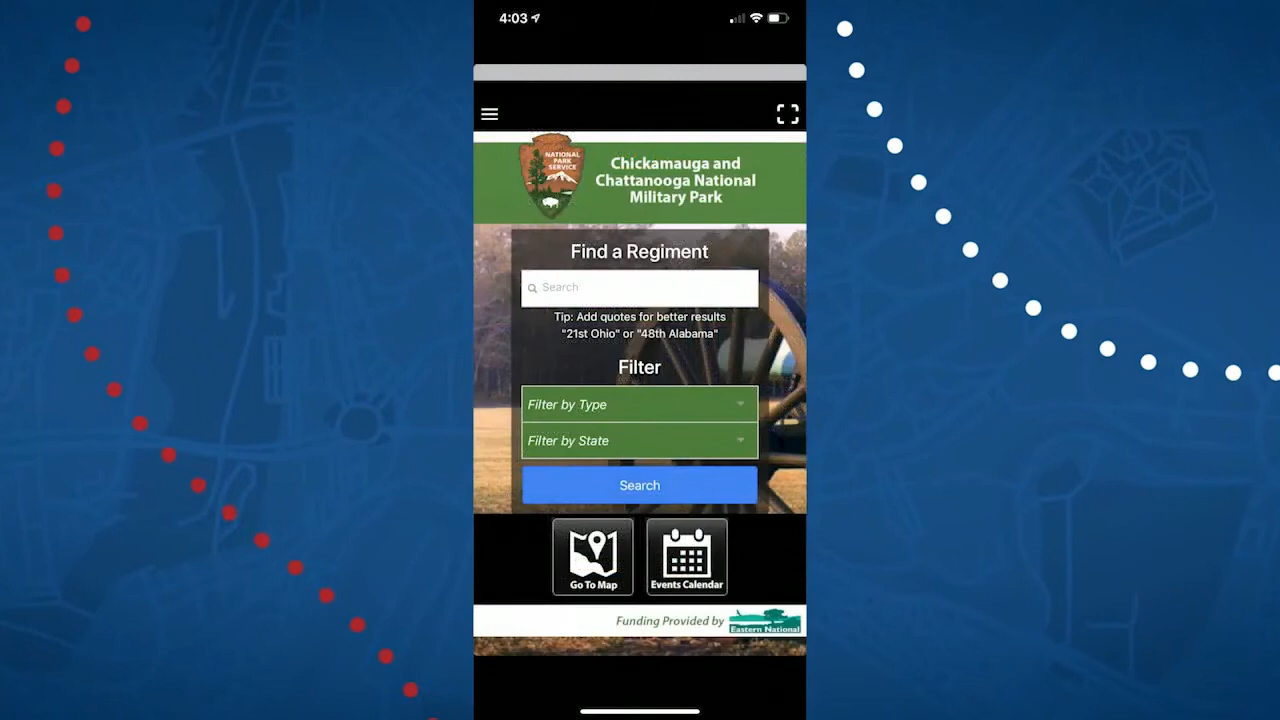 4:03
NATIONAL
PARK
SERVICE
Chickamauga and
Chattanooga National
Military Park
Find a Regiment
Search
Tip: Add quotes for better results
"21st Ohio" or "48th Alabama"
Filter
Filter by Type
Filter by State
Search
Go To Map
Events Calendar
Funding Provided by
Eastern National